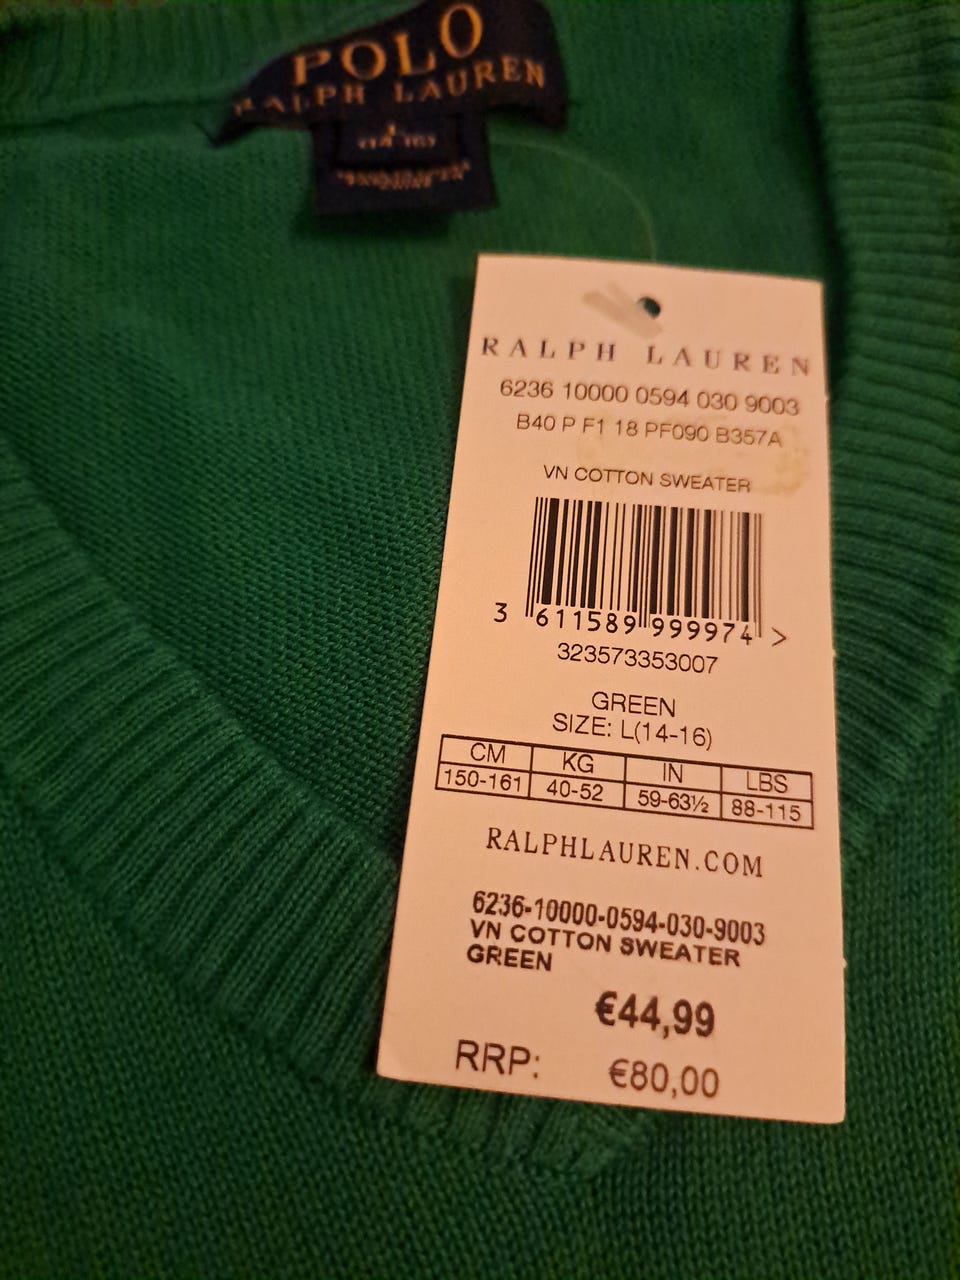 POLO
RALPH LAUREN
L
(14-16)
RALPH LAUREN
6236 10000 0594 030 9003
B40 P F1 18 PF090 B357A
VN COTTON SWEATER
3 611589 999974 >
323573353007
GREEN
SIZE: L(14-16)
CM KG IN LBS
150-161 40-52 59-63½ 88-115
RALPHLAUREN.COM
6236-10000-0594-030-9003
VN COTTON SWEATER
GREEN
€44,99
RRP: €80,00